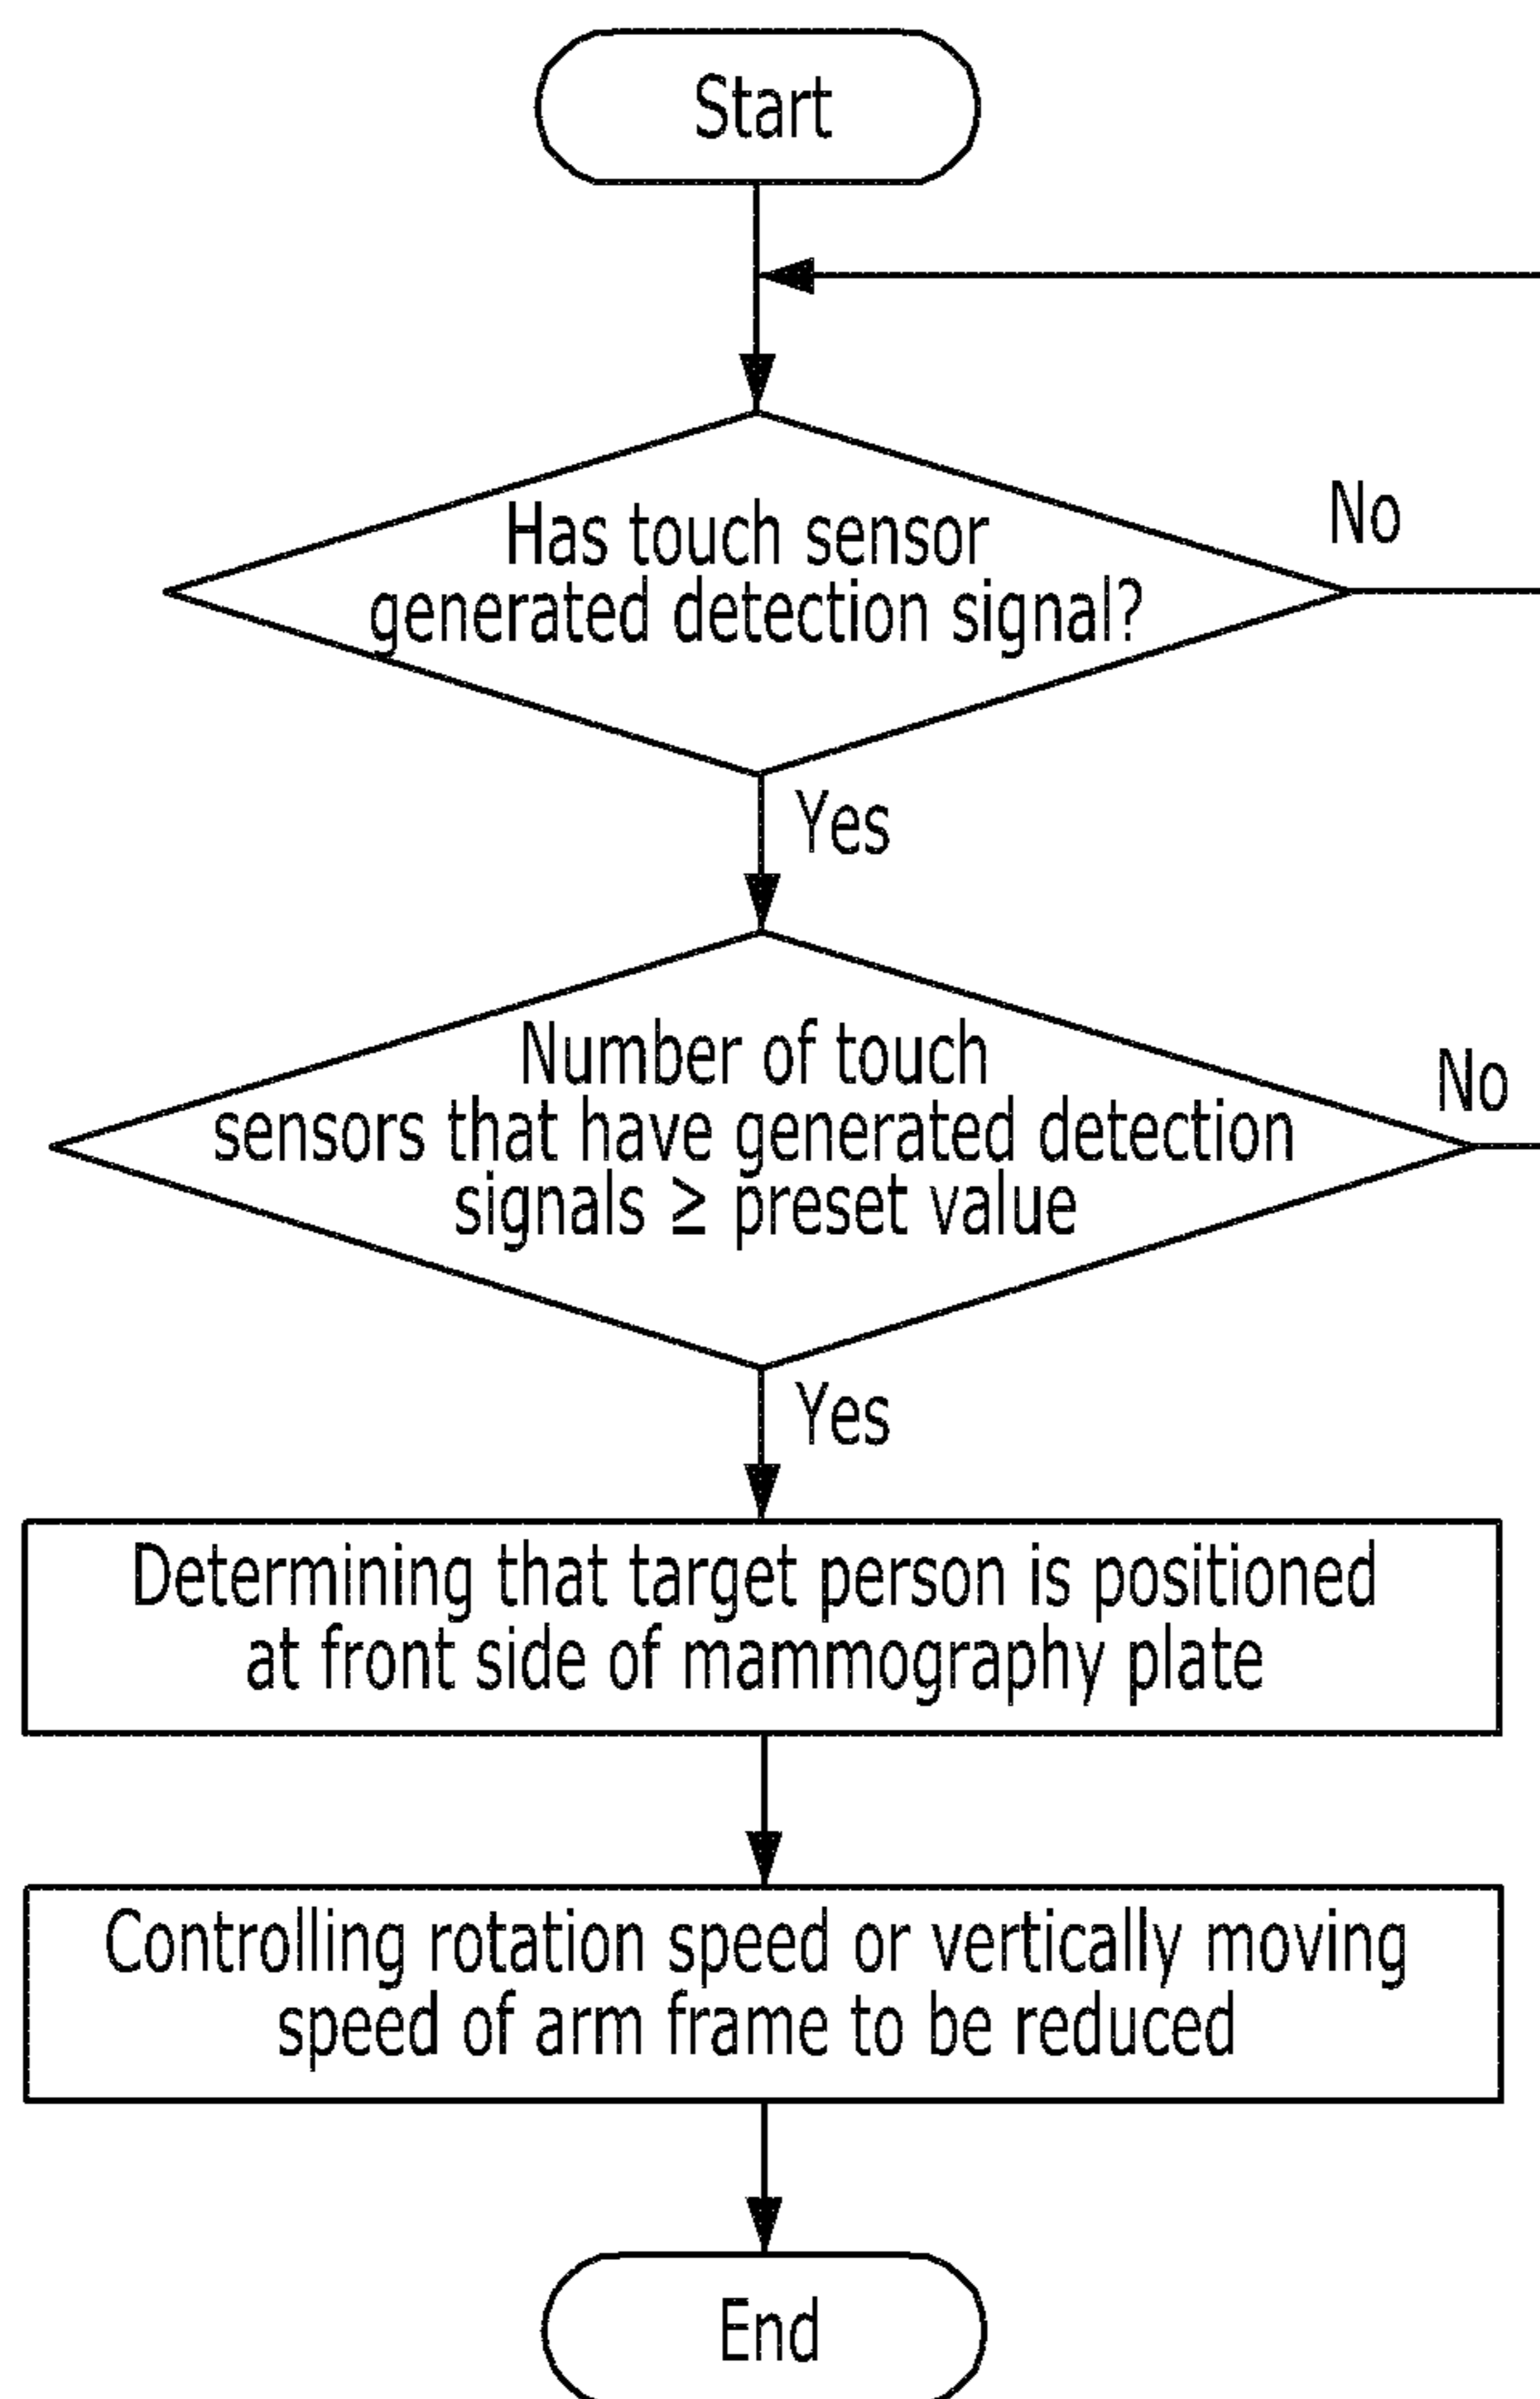 Start
Has touch sensor
generated detection signal?
No
Yes
Number of touch
sensors that have generated detection
signals ≥ preset value
No
Yes
Determining that target person is positioned
at front side of mammography plate
Controlling rotation speed or vertically moving
speed of arm frame to be reduced
End